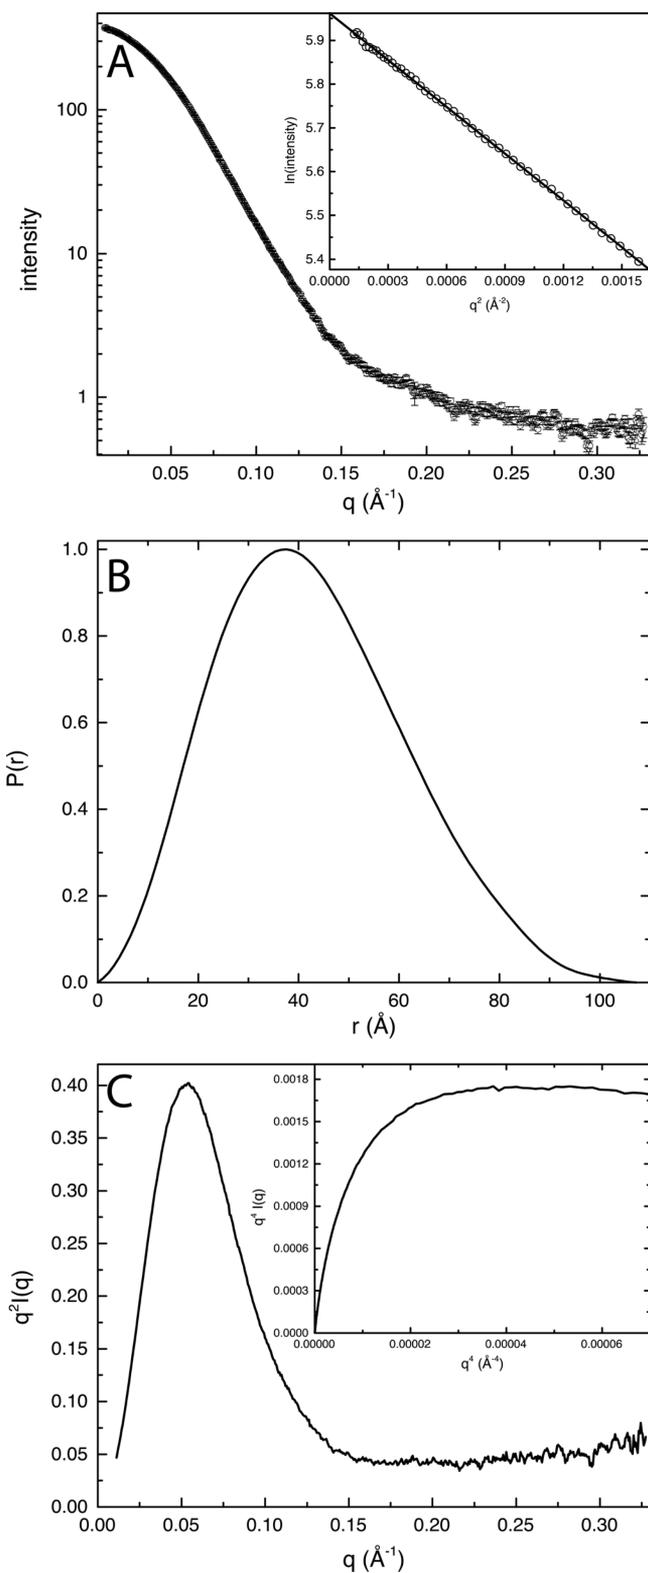 A
intensity
100
10
1
0.05 0.10 0.15 0.20 0.25 0.30
q (Å⁻¹)
ln(intensity)
5.9
5.8
5.7
5.6
5.5
5.4
0.0000 0.0003 0.0006 0.0009 0.0012 0.0015
q² (Å⁻²)
B
P(r)
1.0
0.8
0.6
0.4
0.2
0.0
0 20 40 60 80 100
r (Å)
C
q²I(q)
0.40
0.35
0.30
0.25
0.20
0.15
0.10
0.05
0.00
0.00 0.05 0.10 0.15 0.20 0.25 0.30
q (Å⁻¹)
q⁴ I(q)
0.0018
0.0015
0.0012
0.0009
0.0006
0.0003
0.0000
0.00000 0.00002 0.00004 0.00006
q⁴ (Å⁻⁴)